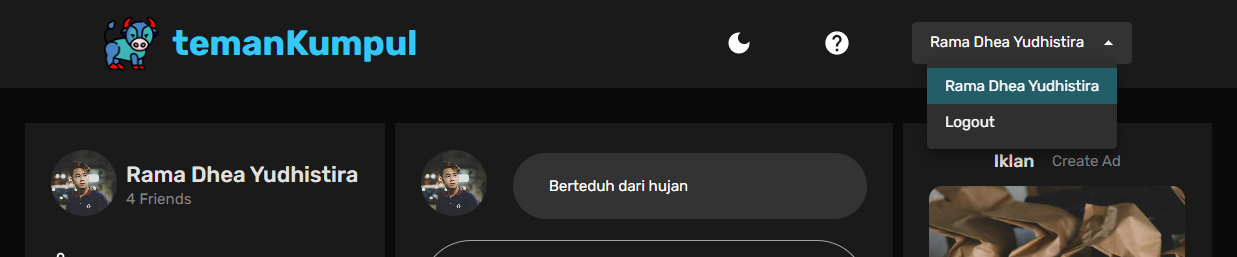 temanKumpul
Rama Dhea Yudhistira
Rama Dhea Yudhistira
Logout
Rama Dhea Yudhistira
4 Friends
Berteduh dari hujan
Iklan Create Ad